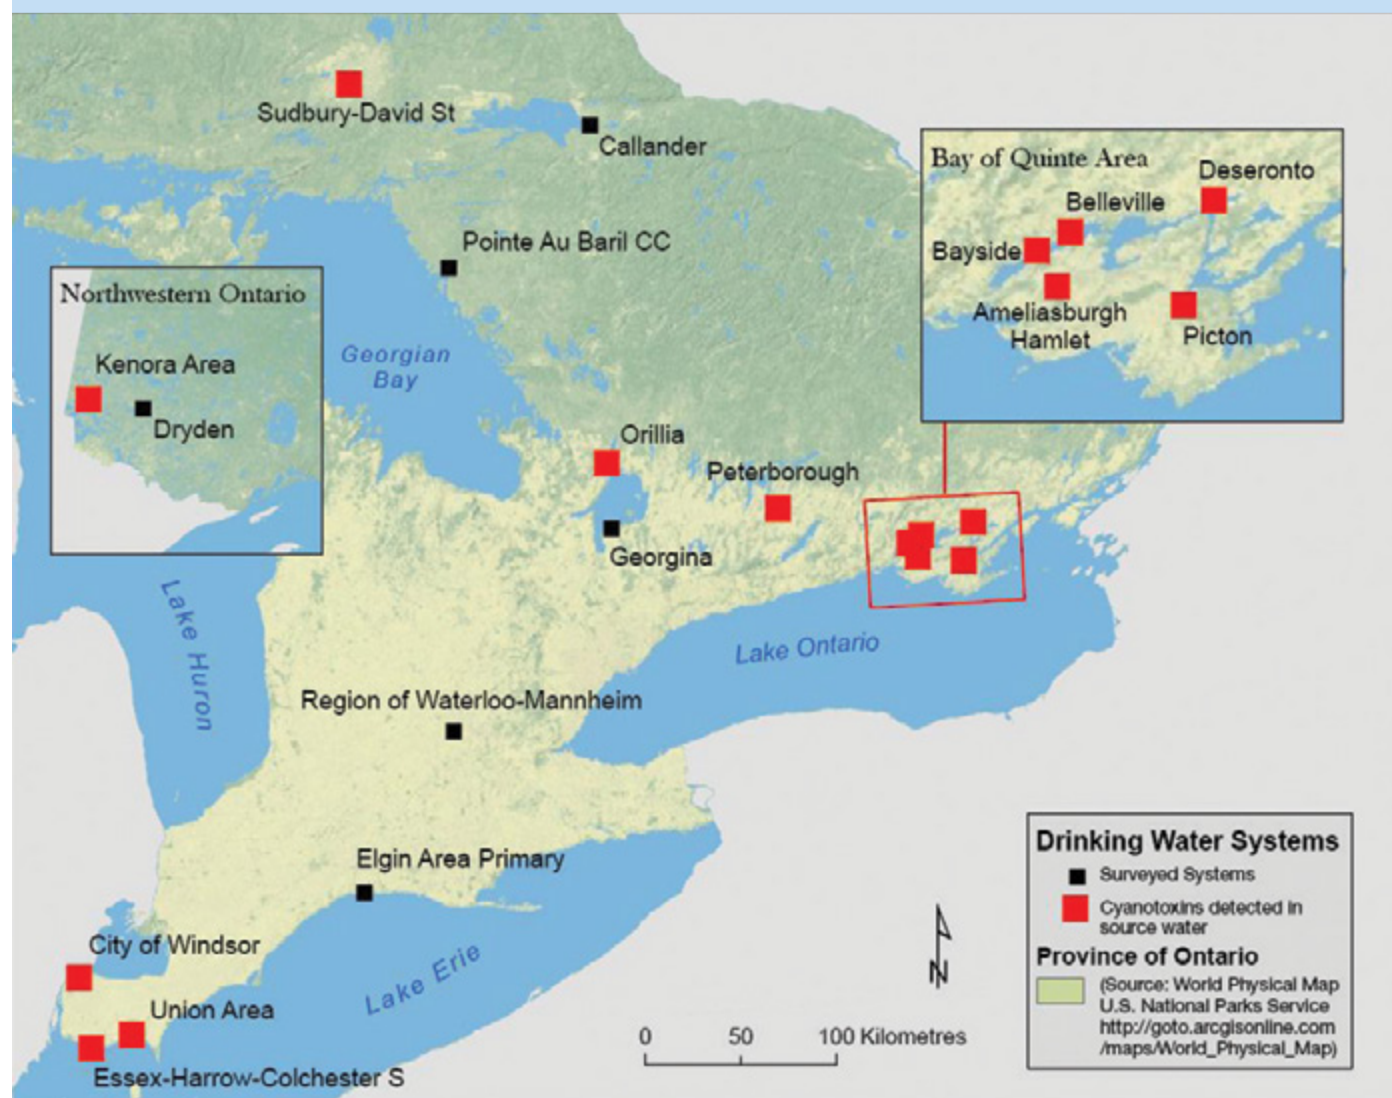 Sudbury-David St
Callander
Bay of Quinte Area
Deseronto
Belleville
Bayside
Ameliasburgh
Hamlet
Picton
Pointe Au Baril CC
Northwestern Ontario
Kenora Area
Dryden
Georgian
Bay
Orillia
Peterborough
Georgina
Lake Huron
Lake Ontario
Region of Waterloo-Mannheim
Elgin Area Primary
City of Windsor
Lake Erie
Union Area
Essex-Harrow-Colchester S
N
0 50 100 Kilometres
Drinking Water Systems
Surveyed Systems
Cyanotoxins detected in
source water
Province of Ontario
(Source: World Physical Map
U.S. National Parks Service
http://goto.arcgisonline.com
/maps/World_Physical_Map)